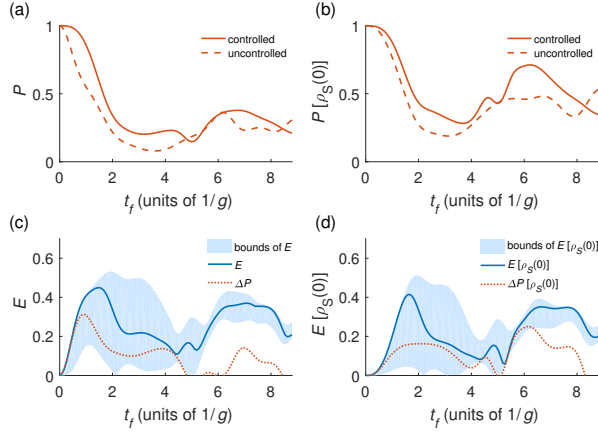 (a)
controlled
uncontrolled
P
1
0.5
0
0 2 4 6 8
t_f (units of 1/g)
(b)
controlled
uncontrolled
P [ρ_S(0)]
1
0.5
0
0 2 4 6 8
t_f (units of 1/g)
(c)
bounds of E
E
ΔP
E
0.6
0.4
0.2
0
0 2 4 6 8
t_f (units of 1/g)
(d)
bounds of E [ρ_S(0)]
E [ρ_S(0)]
ΔP [ρ_S(0)]
E [ρ_S(0)]
0.6
0.4
0.2
0
0 2 4 6 8
t_f (units of 1/g)